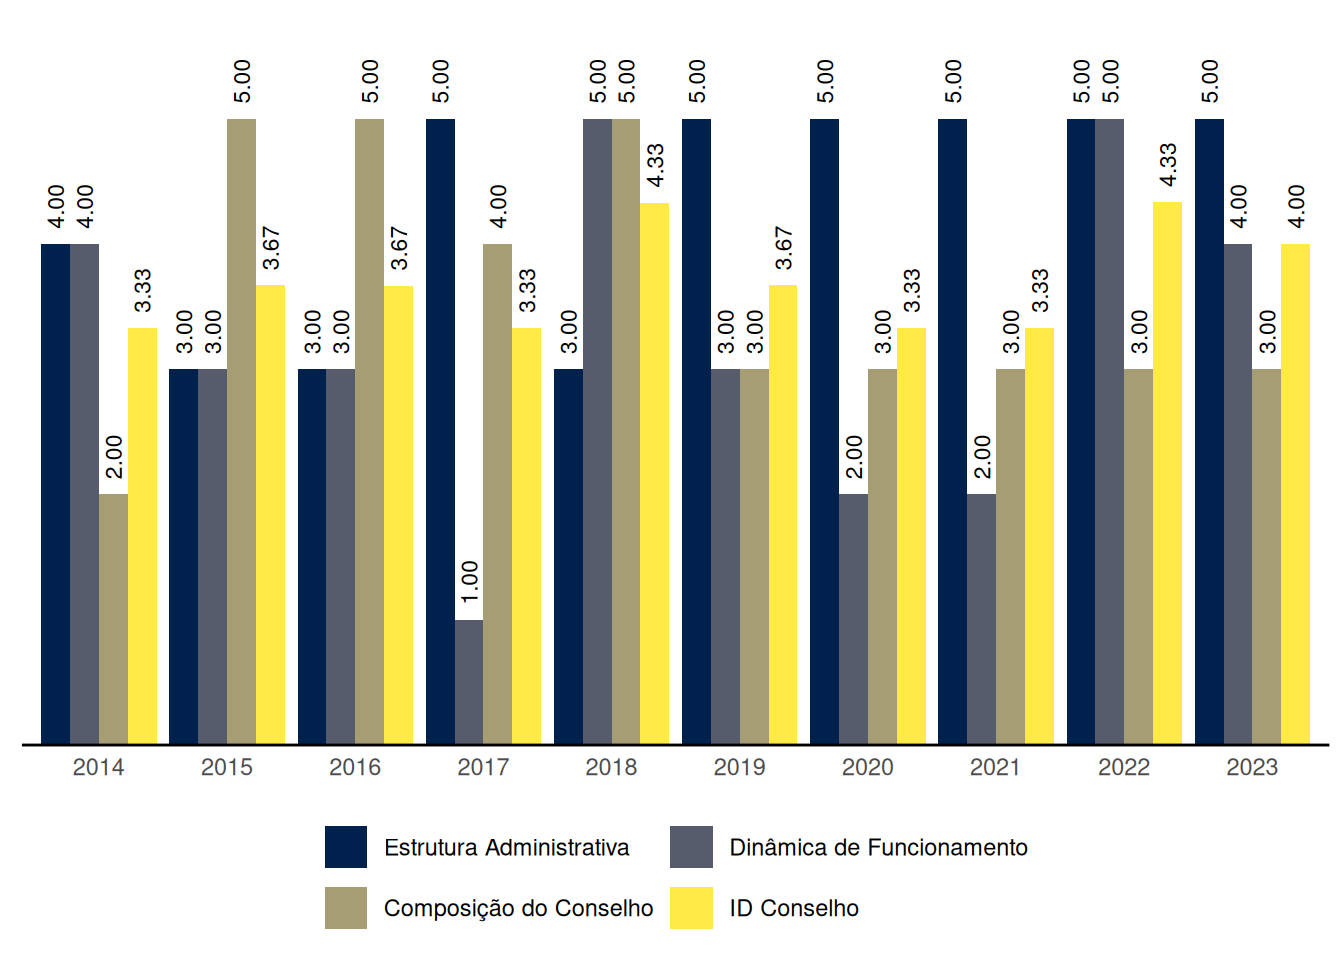 4.00 4.00 2.00 3.33 3.00 3.00 5.00 3.67 3.00 3.00 5.00 3.67 5.00 1.00 4.00 3.33 3.00 5.00 5.00 4.33 5.00 3.00 3.00 3.67 5.00 2.00 3.00 3.33 5.00 2.00 3.00 3.33 5.00 5.00 3.00 4.33 5.00 4.00 3.00 4.00
2014 2015 2016 2017 2018 2019 2020 2021 2022 2023
Estrutura Administrativa Dinâmica de Funcionamento
Composição do Conselho ID Conselho